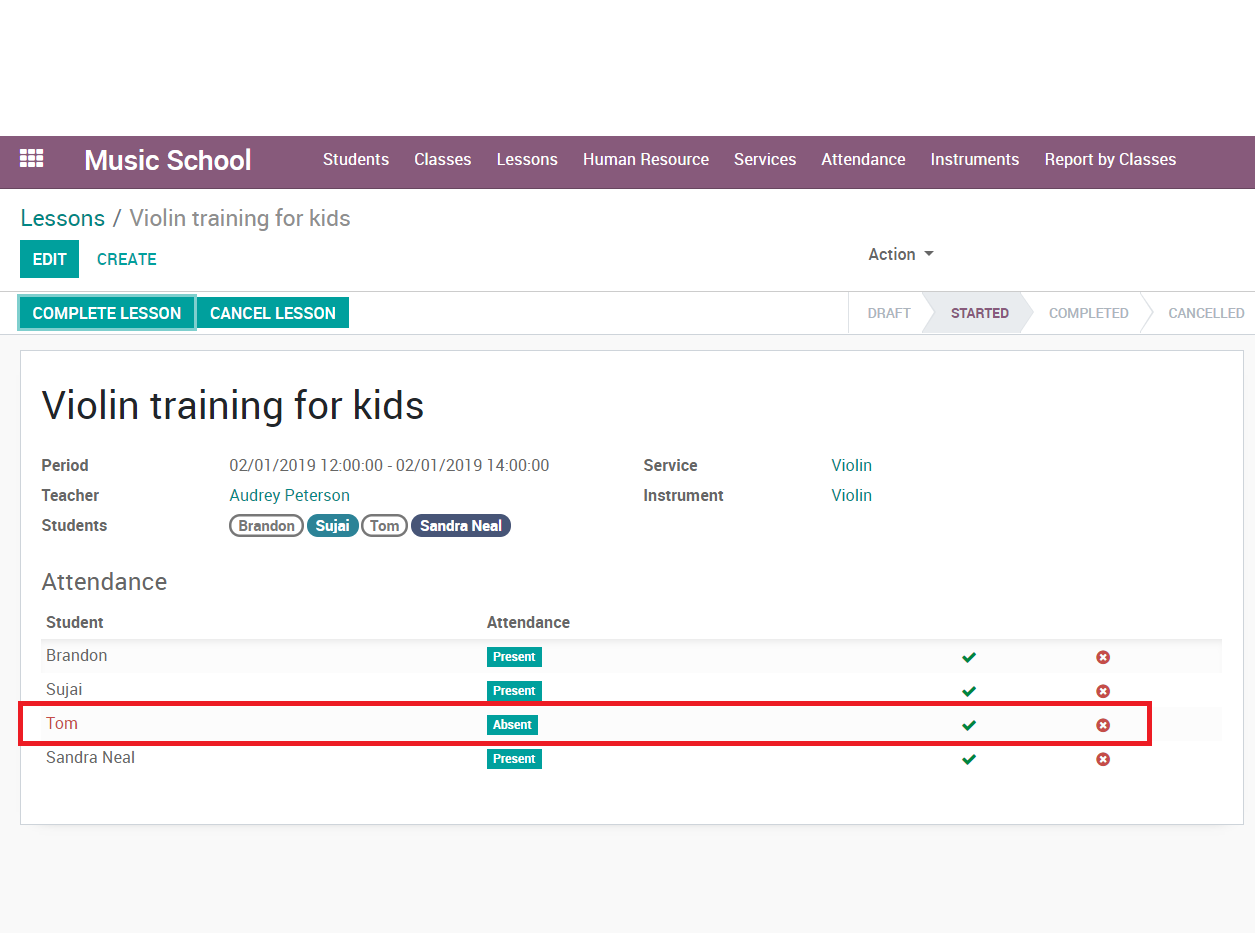 Music School Students Classes Lessons Human Resource Services Attendance Instruments Report by Classes
Lessons / Violin training for kids
EDIT CREATE Action
COMPLETE LESSON CANCEL LESSON DRAFT STARTED COMPLETED CANCELLED
Violin training for kids
Period 02/01/2019 12:00:00 - 02/01/2019 14:00:00 Service Violin
Teacher Audrey Peterson Instrument Violin
Students Brandon Sujai Tom Sandra Neal
Attendance
Student Attendance
Brandon Present
Sujai Present
Tom Absent
Sandra Neal Present